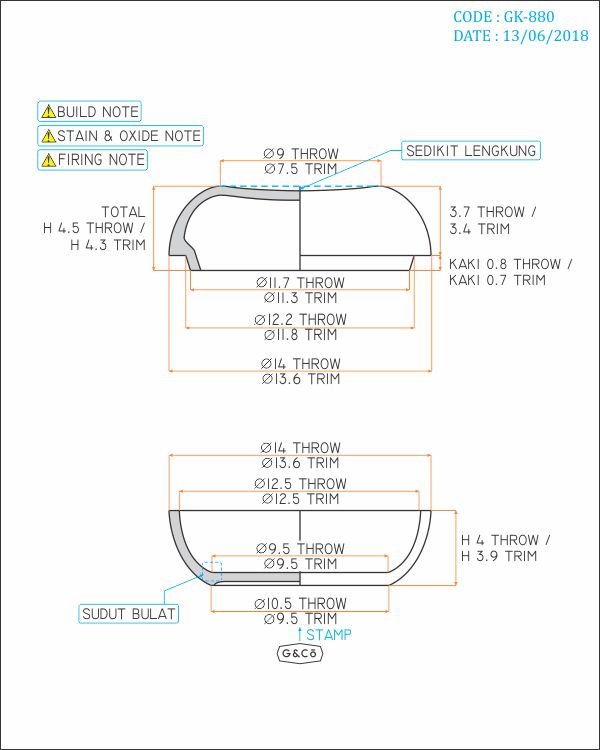 CODE : GK-880
DATE : 13/06/2018
BUILD NOTE
STAIN & OXIDE NOTE
FIRING NOTE
Ø9 THROW
Ø7.5 TRIM
SEDIKIT LENGKUNG
TOTAL
H 4.5 THROW /
H 4.3 TRIM
3.7 THROW /
3.4 TRIM
KAKI 0.8 THROW /
KAKI 0.7 TRIM
Ø11.7 THROW
Ø11.3 TRIM
Ø12.2 THROW
Ø11.8 TRIM
Ø14 THROW
Ø13.6 TRIM
Ø14 THROW
Ø13.6 TRIM
Ø12.5 THROW
Ø12.5 TRIM
H 4 THROW /
H 3.9 TRIM
Ø9.5 THROW
Ø9.5 TRIM
SUDUT BULAT
Ø10.5 THROW
Ø9.5 TRIM
STAMP
G&Cō